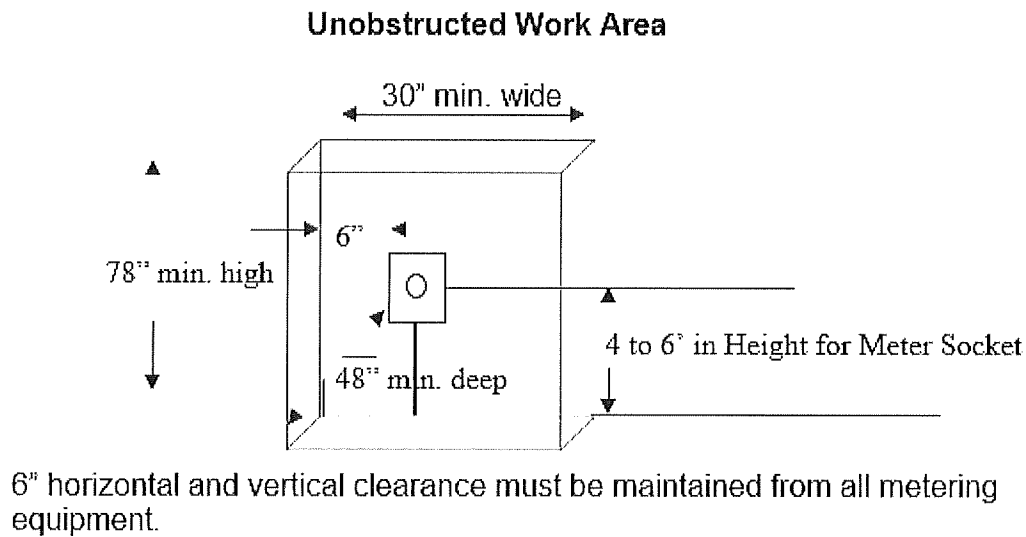 Unobstructed Work Area
30" min. wide
6"
78" min. high
4 to 6' in Height for Meter Socket
48" min. deep
6" horizontal and vertical clearance must be maintained from all metering
equipment.